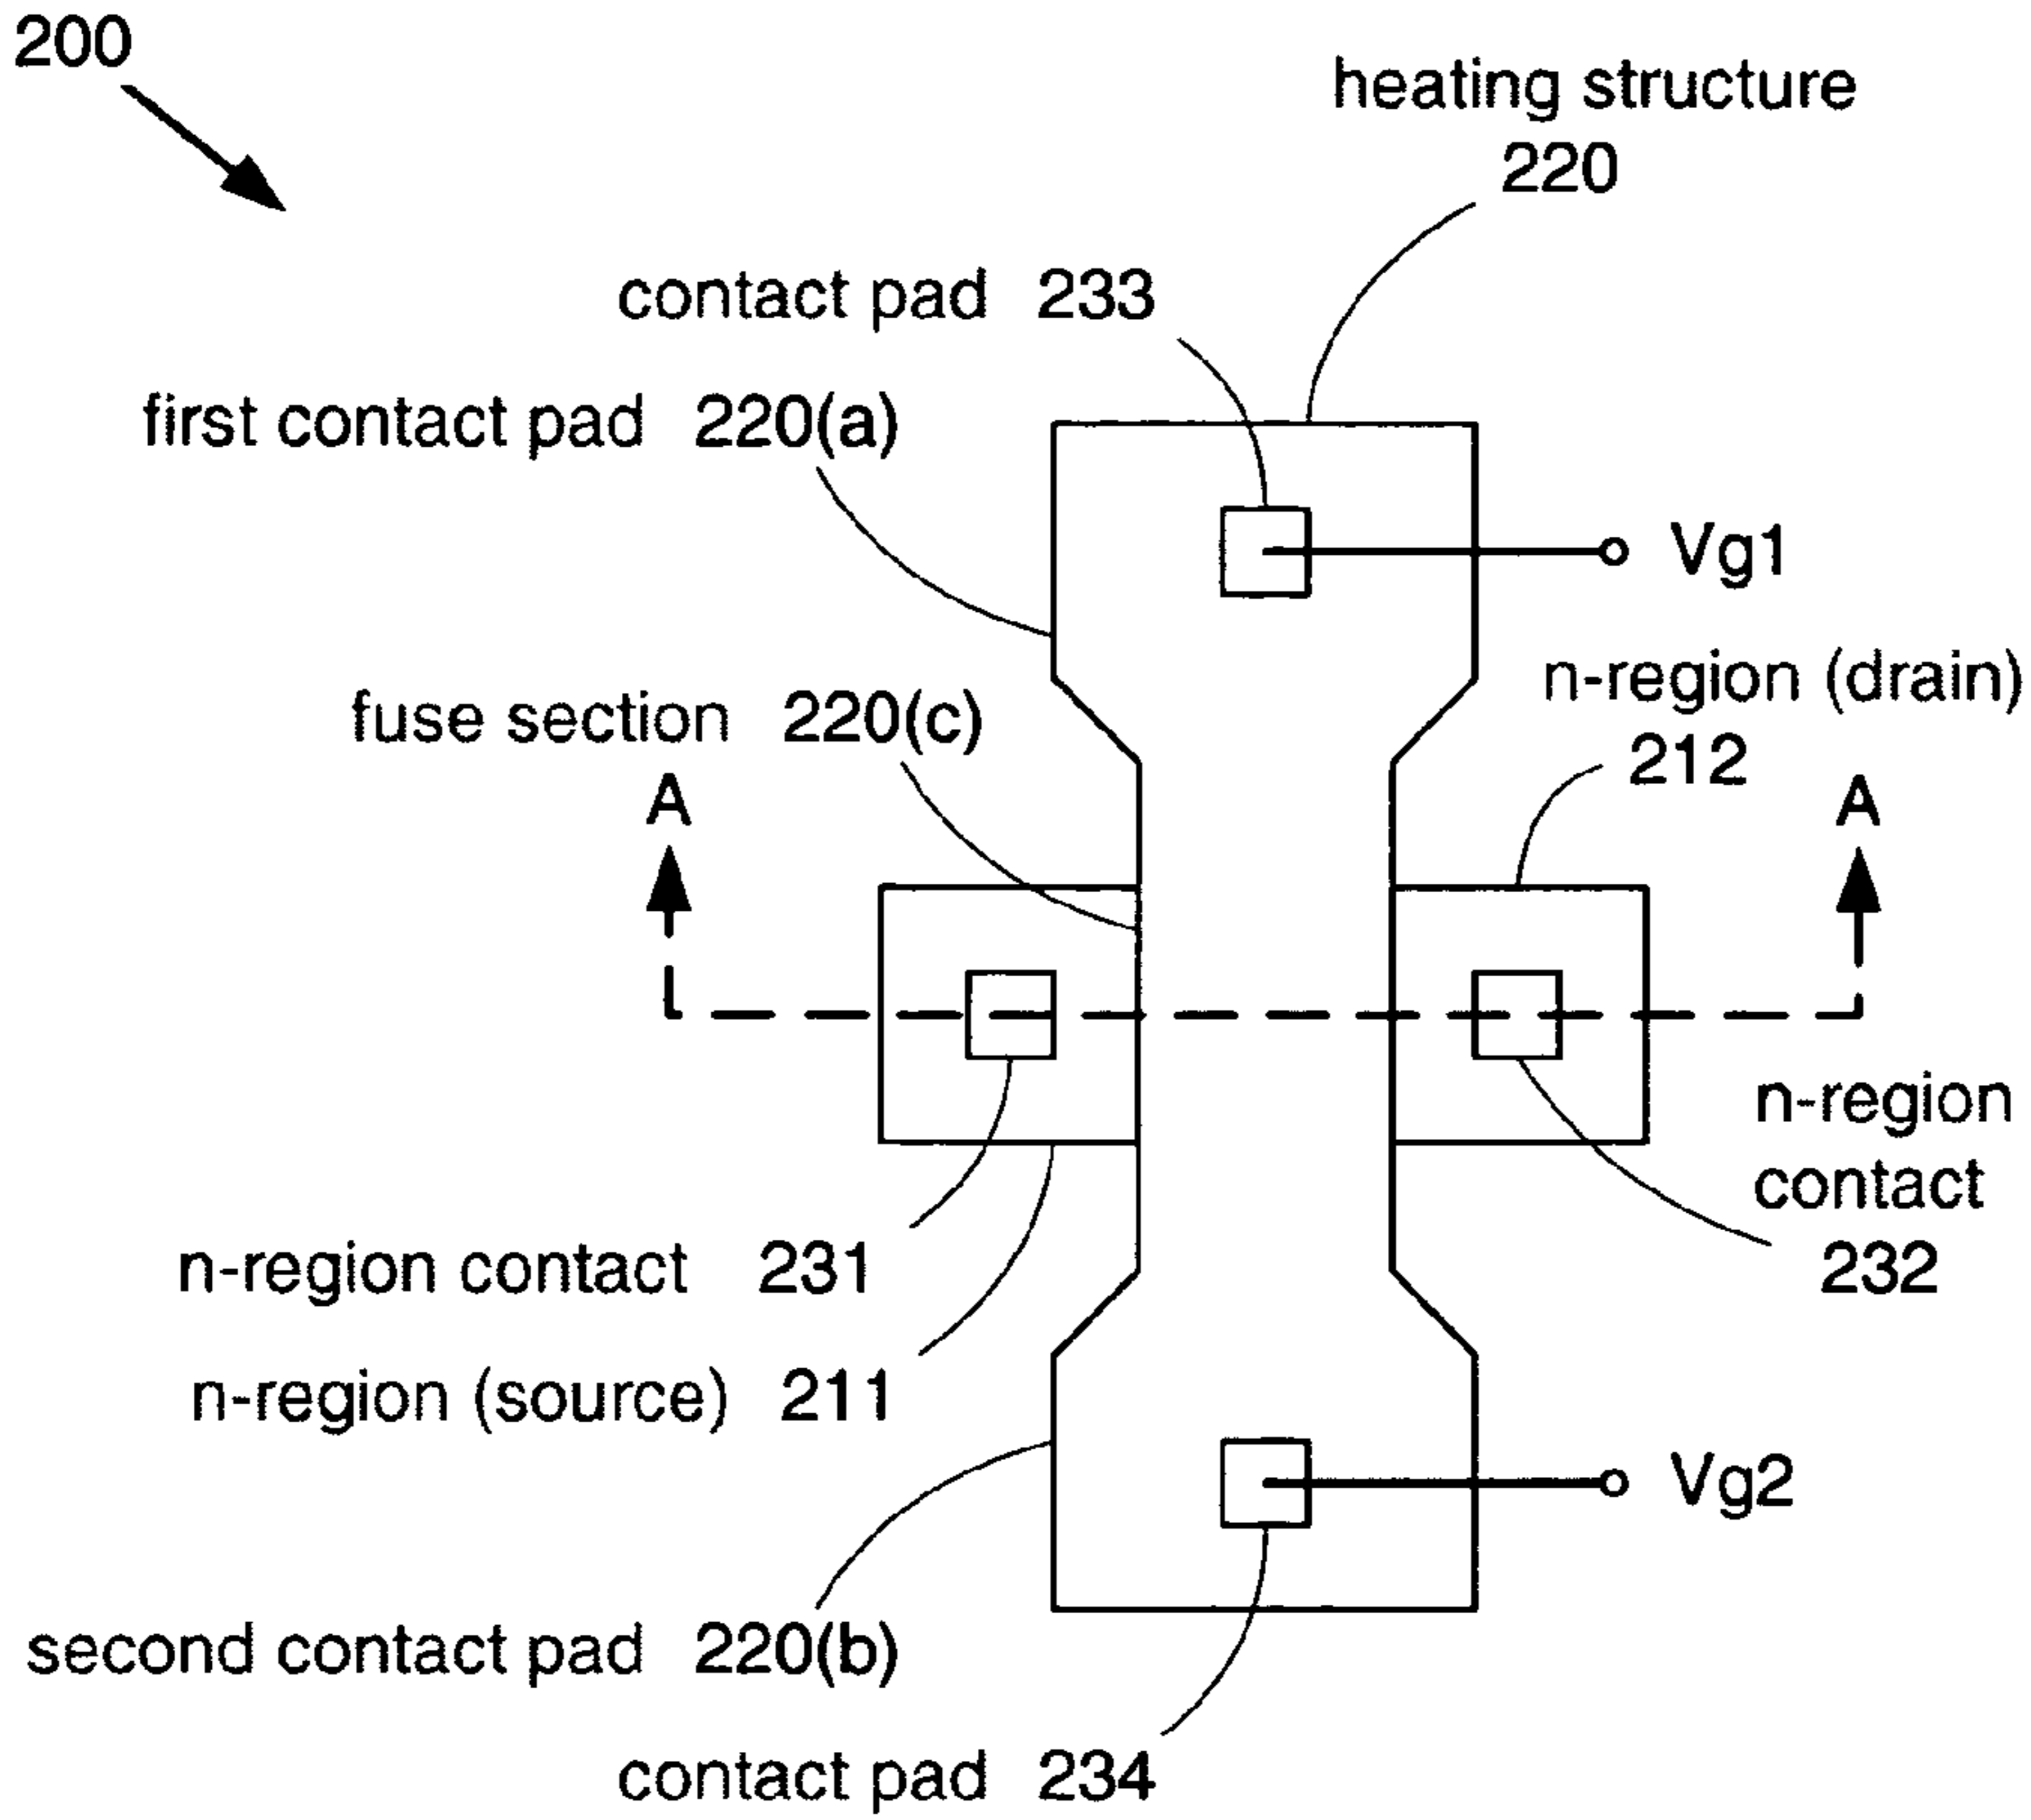 200
heating structure
220
contact pad 233
first contact pad 220(a)
Vg1
n-region (drain)
212
fuse section 220(c)
A
A
n-region
contact
232
n-region contact 231
n-region (source) 211
Vg2
second contact pad 220(b)
contact pad 234